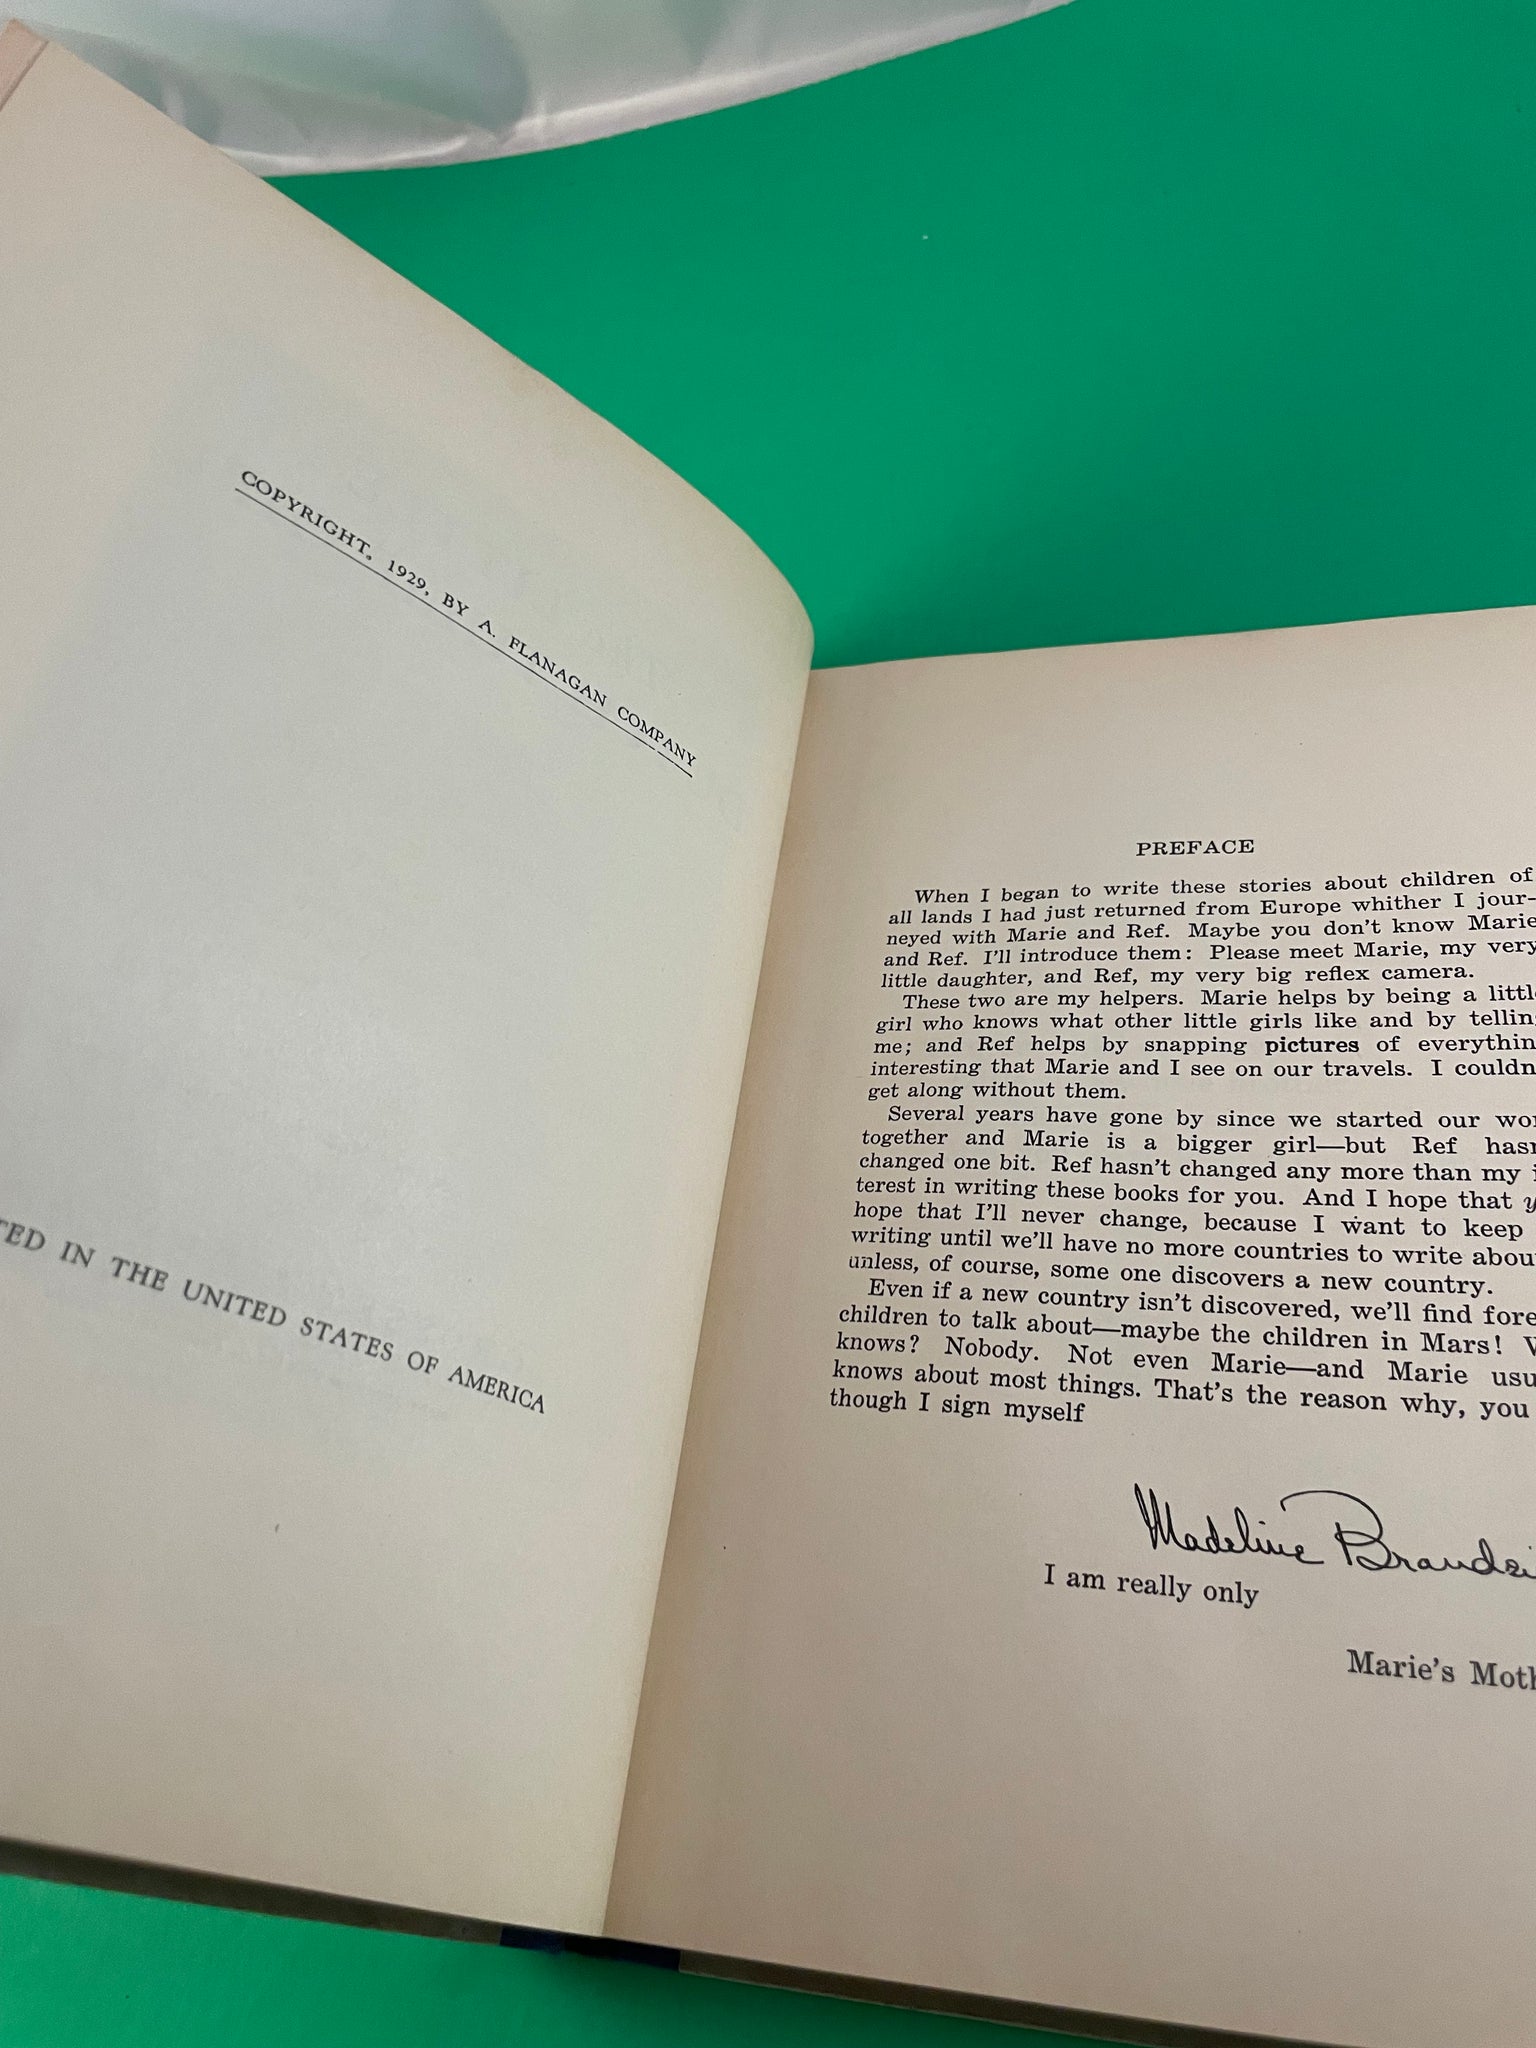 COPYRIGHT, 1929, BY A. FLANAGAN COMPANY
TED IN THE UNITED STATES OF AMERICA
PREFACE
When I began to write these stories about children of
all lands I had just returned from Europe whither I jour-
neyed with Marie and Ref. Maybe you don't know Marie
and Ref. I'll introduce them: Please meet Marie, my very
little daughter, and Ref, my very big reflex camera.
These two are my helpers. Marie helps by being a littl
girl who knows what other little girls like and by tellin
me; and Ref helps by snapping pictures of everythin
interesting that Marie and I see on our travels. I couldn
get along without them.
Several years have gone by since we started our wor
together and Marie is a bigger girl—but Ref hasn
changed one bit. Ref hasn't changed any more than my i
terest in writing these books for you. And I hope that y
hope that I'll never change, because I want to keep
writing until we'll have no more countries to write abou
unless, of course, some one discovers a new country.
Even if a new country isn't discovered, we'll find fore
children to talk about—maybe the children in Mars! W
knows? Nobody. Not even Marie—and Marie usu
knows about most things. That's the reason why, you
though I sign myself
Madeline Brandei
I am really only
Marie's Moth